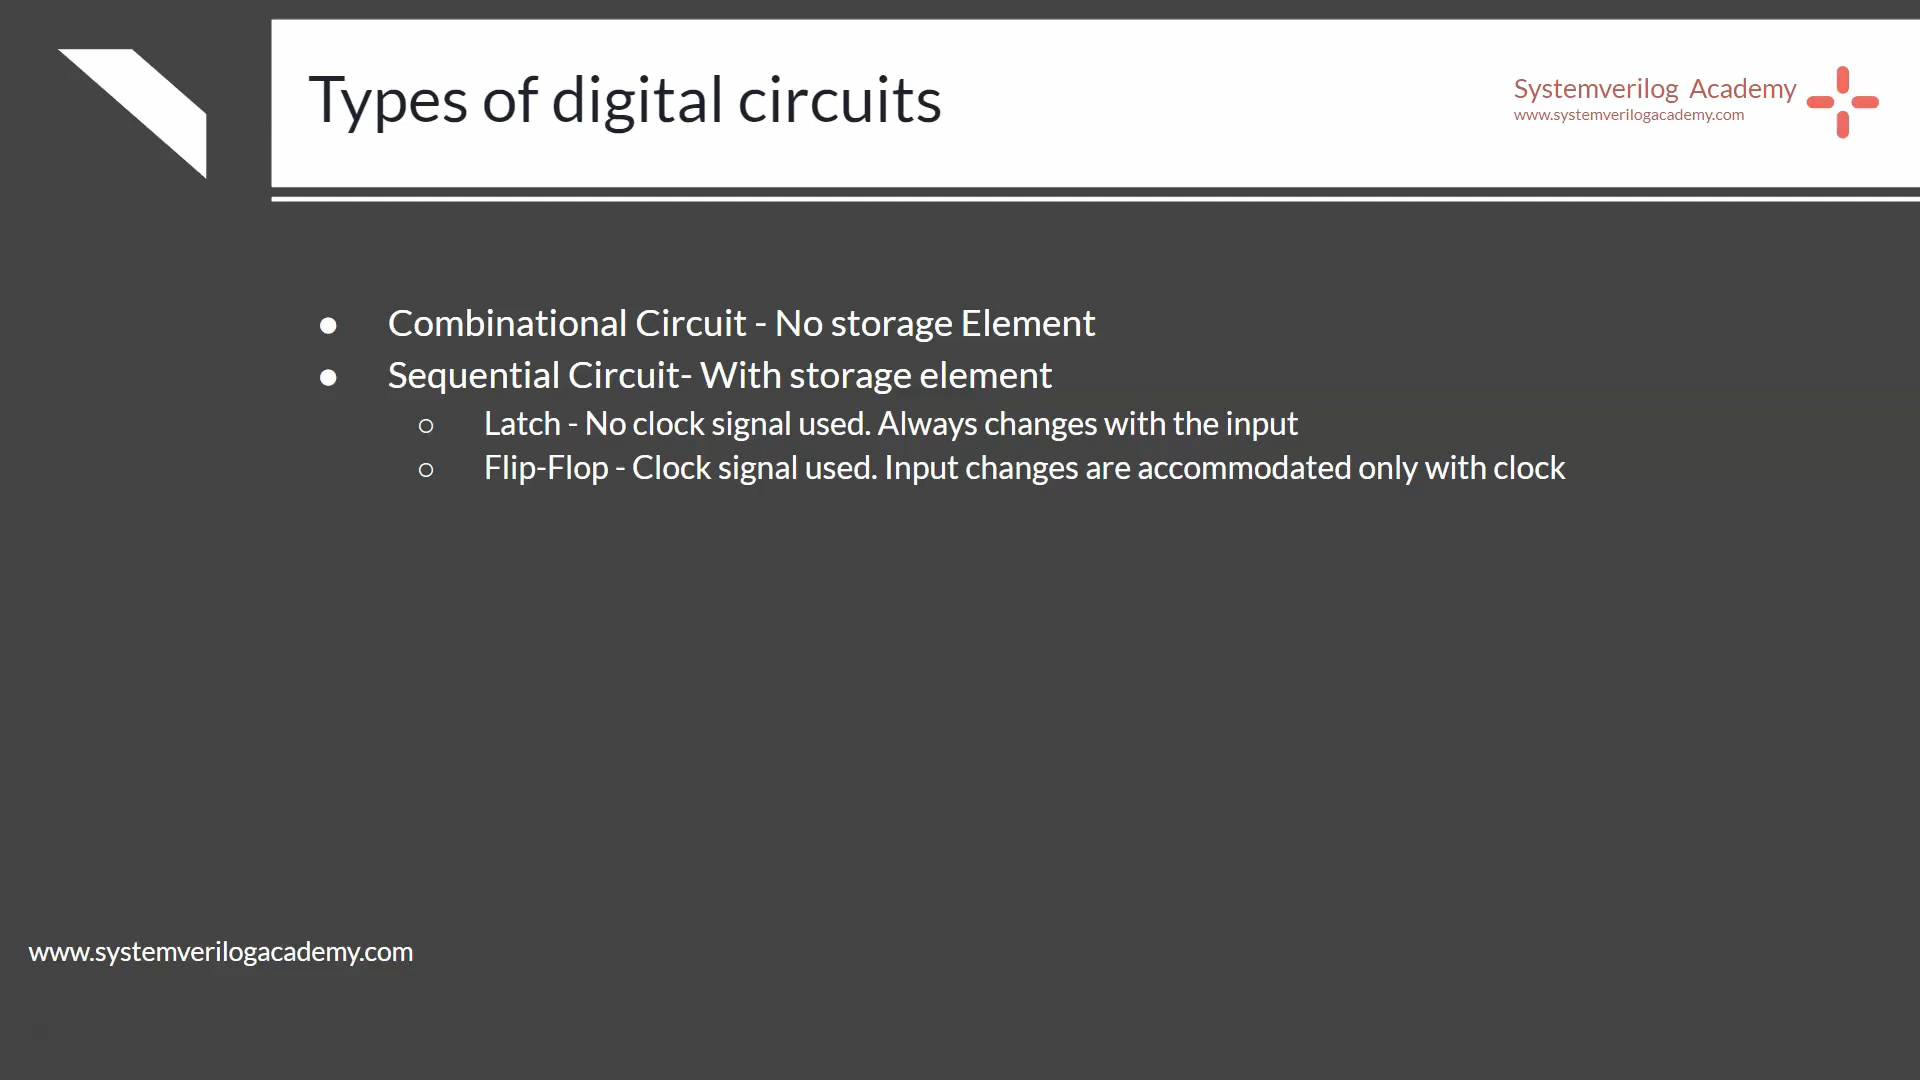 Types of digital circuits
Systemverilog Academy
www.systemverilogacademy.com
● Combinational Circuit - No storage Element
● Sequential Circuit- With storage element
○ Latch - No clock signal used. Always changes with the input
○ Flip-Flop - Clock signal used. Input changes are accommodated only with clock
www.systemverilogacademy.com